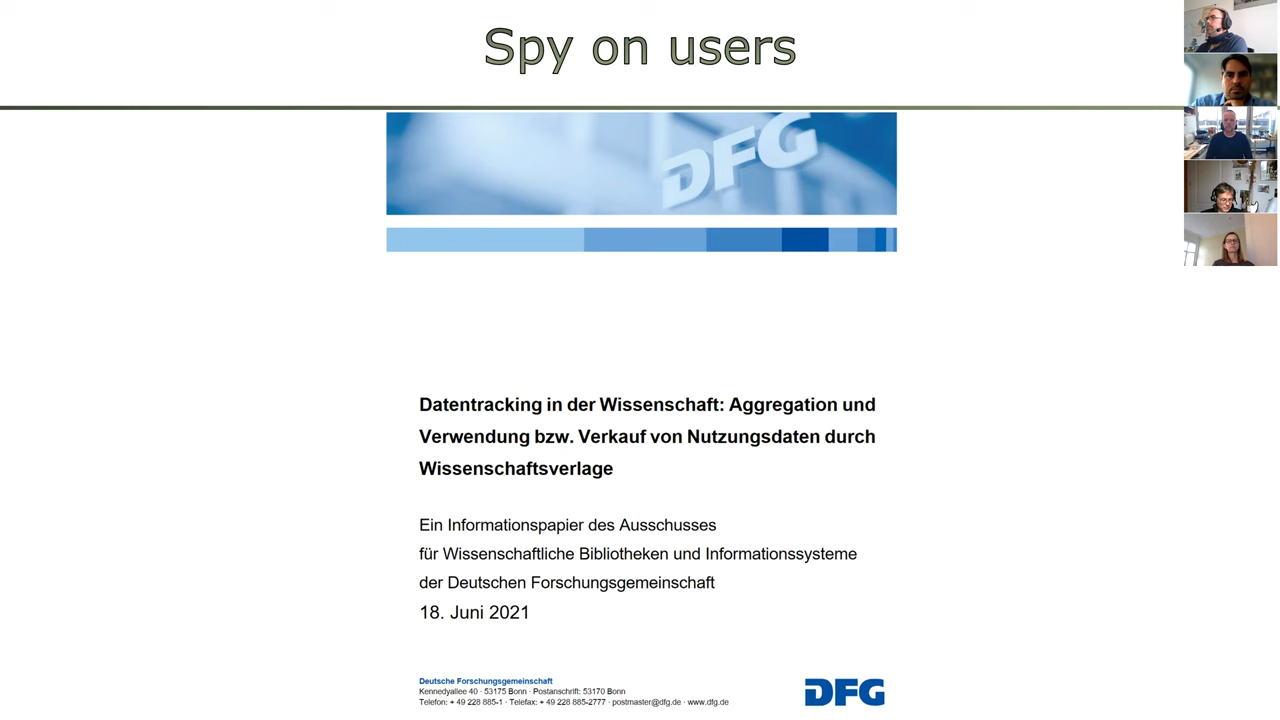 Spy on users
DFG
Datentracking in der Wissenschaft: Aggregation und
Verwendung bzw. Verkauf von Nutzungsdaten durch
Wissenschaftsverlage
Ein Informationspapier des Ausschusses
für Wissenschaftliche Bibliotheken und Informationssysteme
der Deutschen Forschungsgemeinschaft
18. Juni 2021
Deutsche Forschungsgemeinschaft
Kennedyallee 40 · 53175 Bonn · Postanschrift: 53170 Bonn
Telefon: + 49 228 885-1 · Telefax: + 49 228 885-2777 · postmaster@dfg.de · www.dfg.de
DFG